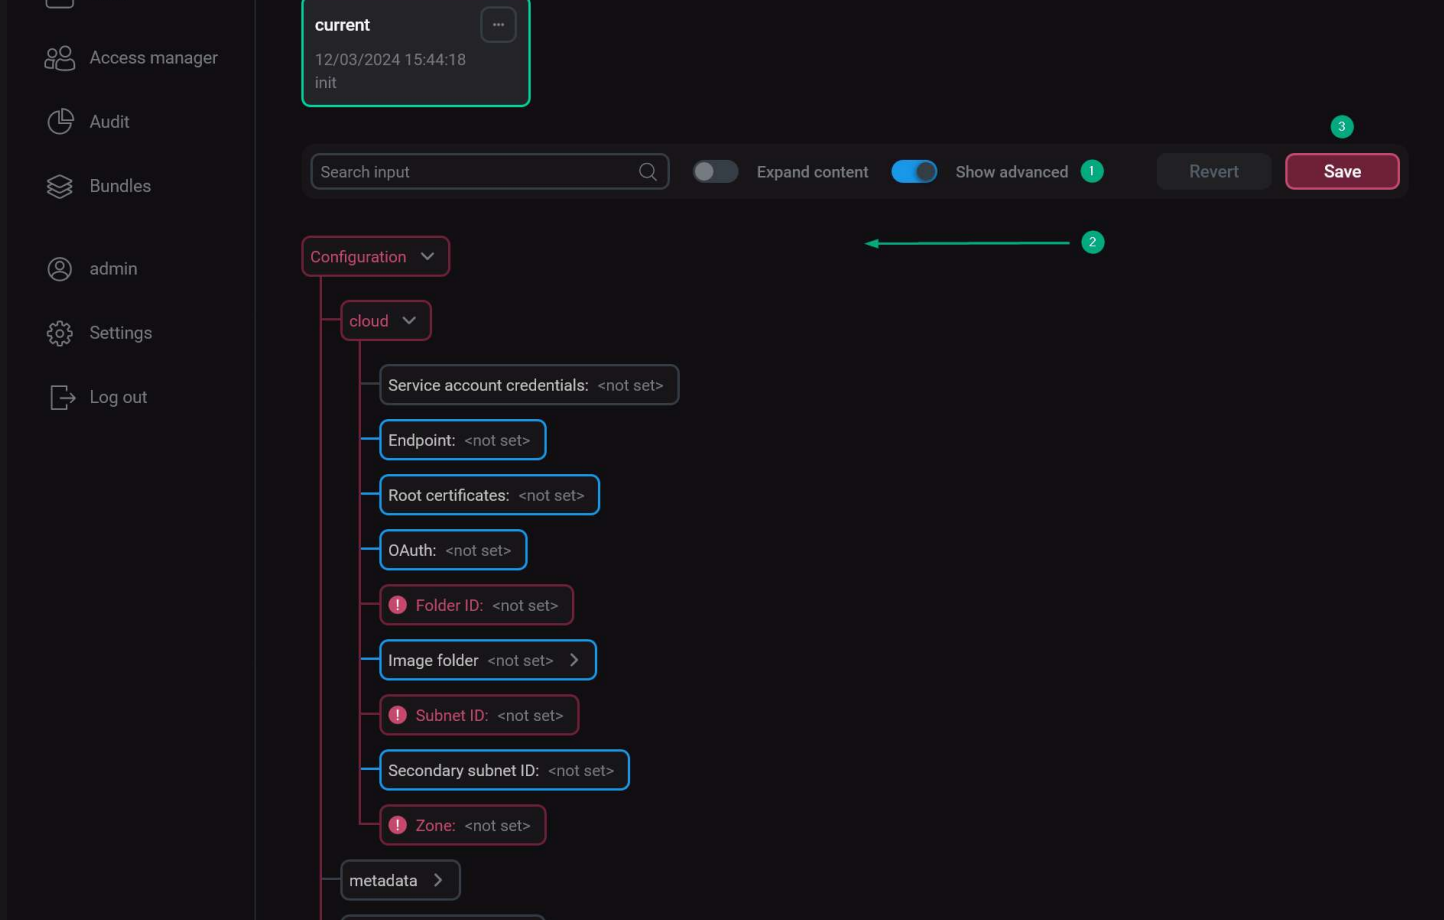 current
...
12/03/2024 15:44:18
init
Access manager
Audit
Bundles
admin
Settings
Log out
3
Search input
Expand content
Show advanced
1
Revert
Save
2
Configuration
cloud
Service account credentials: <not set>
Endpoint: <not set>
Root certificates: <not set>
OAuth: <not set>
! Folder ID: <not set>
Image folder <not set>
! Subnet ID: <not set>
Secondary subnet ID: <not set>
! Zone: <not set>
metadata